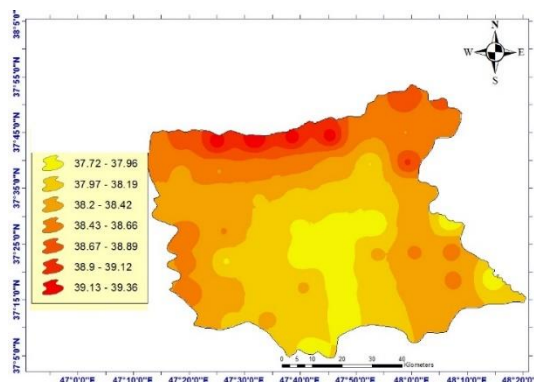 N
W E
S
38°5'0"
37°55'0"N
37°45'0"N
37°35'0"N
37°25'0"N
37°15'0"N
37°5'0"N
37.72 - 37.96
37.97 - 38.19
38.2 - 38.42
38.43 - 38.66
38.67 - 38.89
38.9 - 39.12
39.13 - 39.36
0 5 10 20 30 40
Kilometers
47°0'0"E 47°10'0"E 47°20'0"E 47°30'0"E 47°40'0"E 47°50'0"E 48°0'0"E 48°10'0"E 48°20'0"